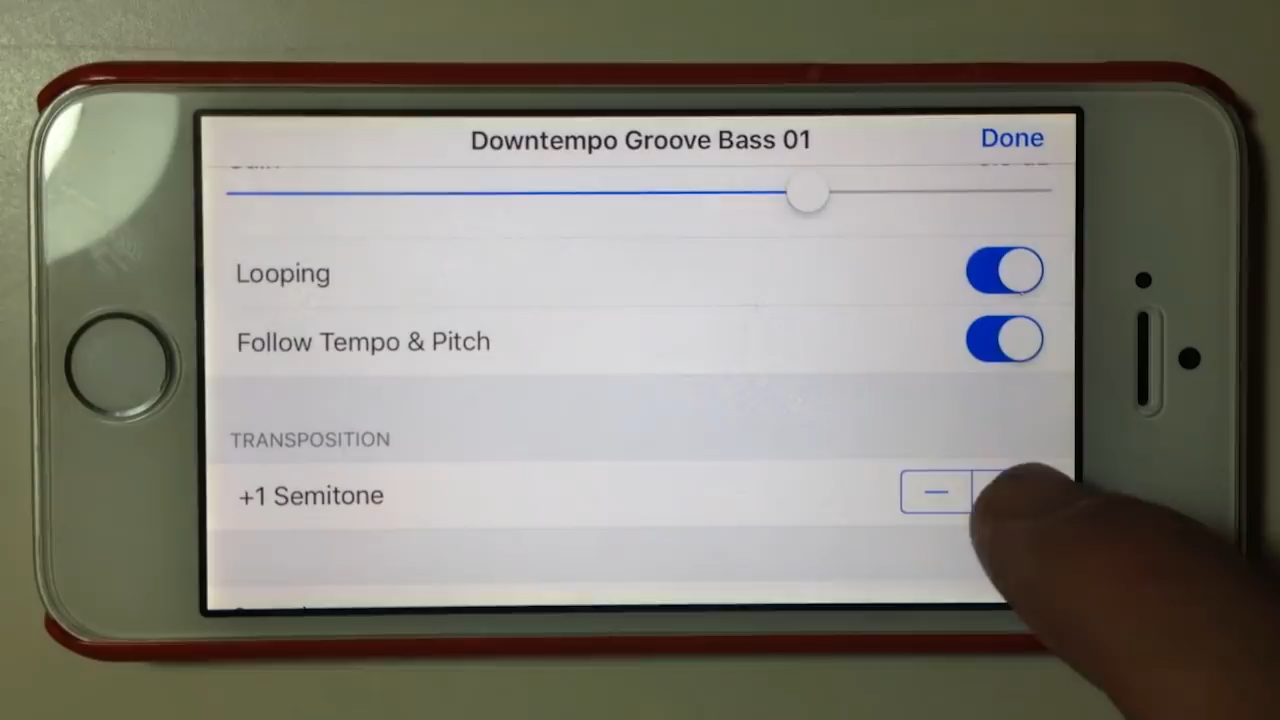 Downtempo Groove Bass 01
Done
Looping
Follow Tempo & Pitch
TRANSPOSITION
+1 Semitone